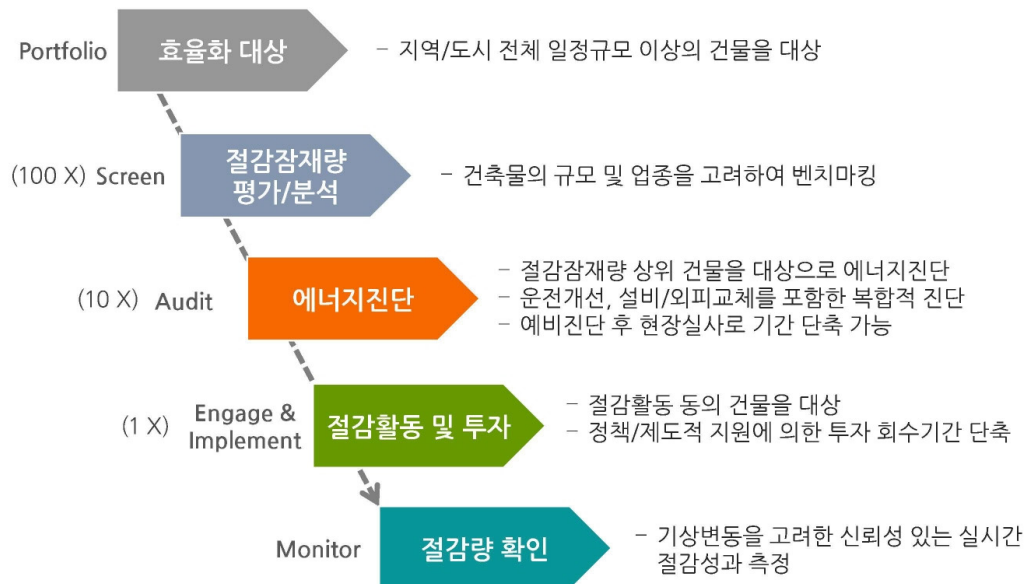 Portfolio
효율화 대상
- 지역/도시 전체 일정규모 이상의 건물을 대상
(100 X) Screen
절감잠재량
평가/분석
- 건축물의 규모 및 업종을 고려하여 벤치마킹
(10 X) Audit
에너지진단
- 절감잠재량 상위 건물을 대상으로 에너지진단
- 운전개선, 설비/외피교체를 포함한 복합적 진단
- 예비진단 후 현장실사로 기간 단축 가능
(1 X)
Engage &
Implement
절감활동 및 투자
- 절감활동 동의 건물을 대상
- 정책/제도적 지원에 의한 투자 회수기간 단축
Monitor
절감량 확인
- 기상변동을 고려한 신뢰성 있는 실시간
절감성과 측정